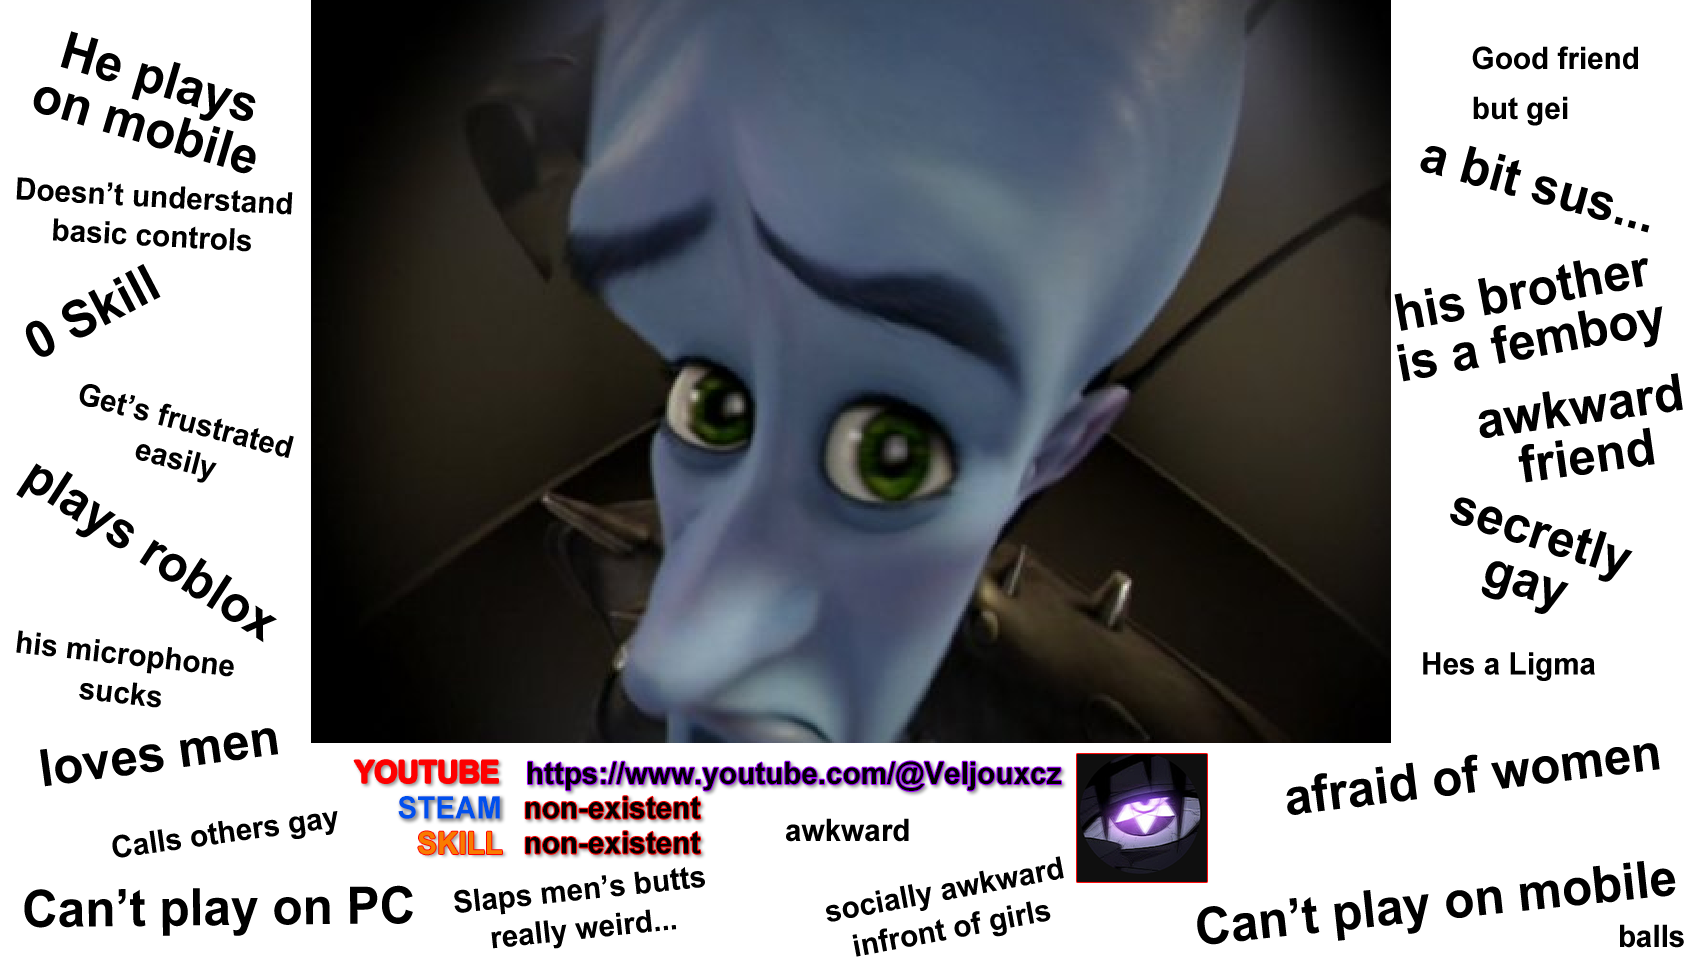 He plays
on mobile
Doesn’t understand
basic controls
0 Skill
Get’s frustrated
easily
plays roblox
his microphone
sucks
loves men
Calls others gay
Can’t play on PC
YOUTUBE https://www.youtube.com/@Veljouxcz
STEAM non-existent
SKILL non-existent
Slaps men’s butts
really weird...
awkward
socially awkward
infront of girls
Good friend
but gei
a bit sus...
his brother
is a femboy
awkward
friend
secretly
gay
Hes a Ligma
afraid of women
Can’t play on mobile
balls